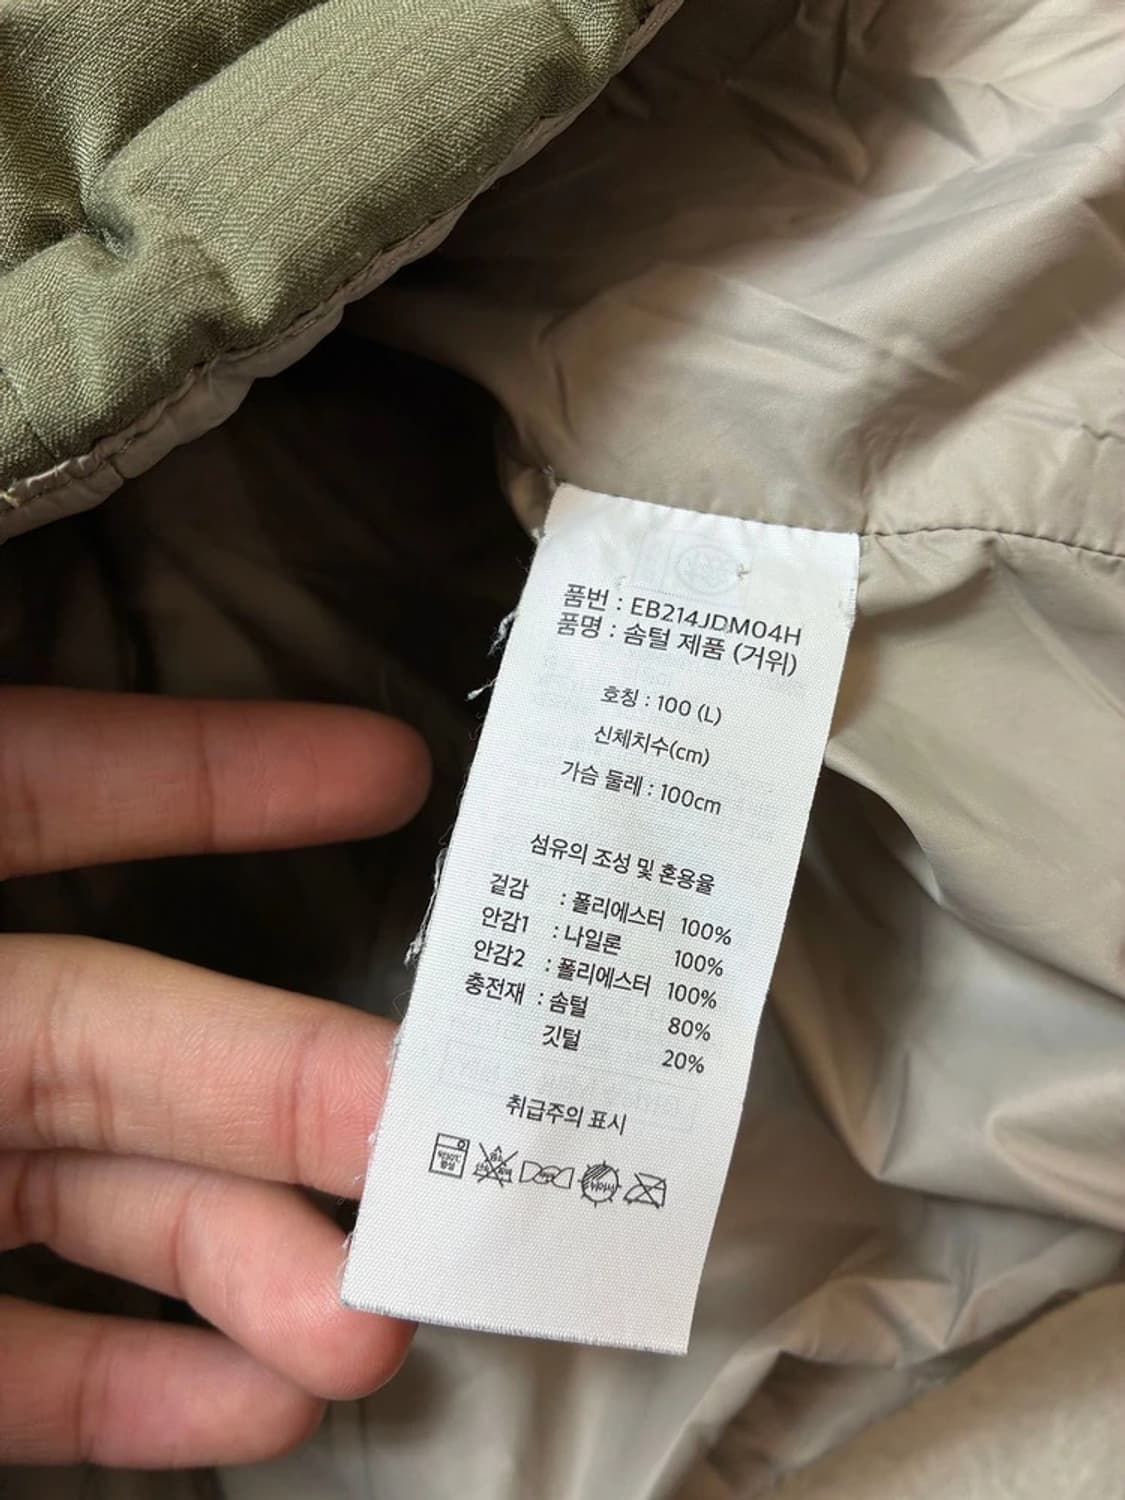 품번 : EB214JDM04H
품명 : 솜털 제품 (거위)
호칭 : 100 (L)
신체치수(cm)
가슴 둘레 : 100cm
섬유의 조성 및 혼용율
겉감 : 폴리에스터 100%
안감1 : 나일론 100%
안감2 : 폴리에스터 100%
충전재 : 솜털 80%
깃털 20%
취급주의 표시